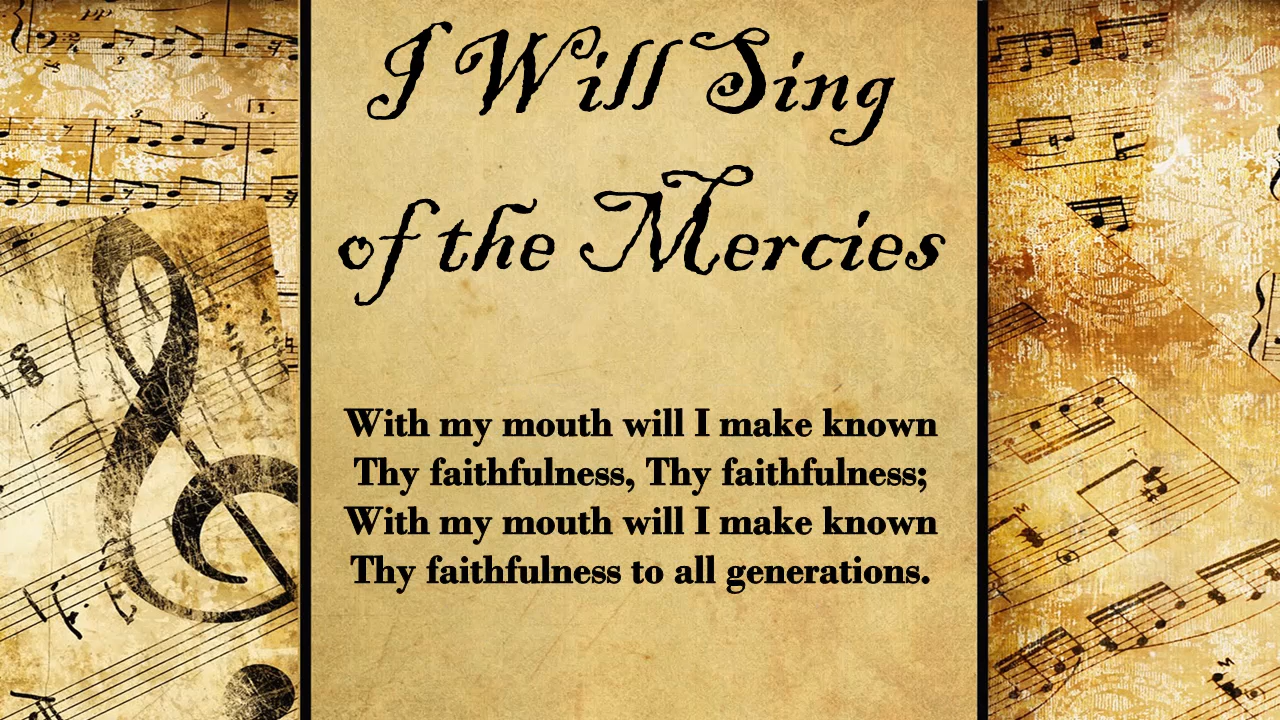 I Will Sing
of the Mercies
With my mouth will I make known
Thy faithfulness, Thy faithfulness;
With my mouth will I make known
Thy faithfulness to all generations.